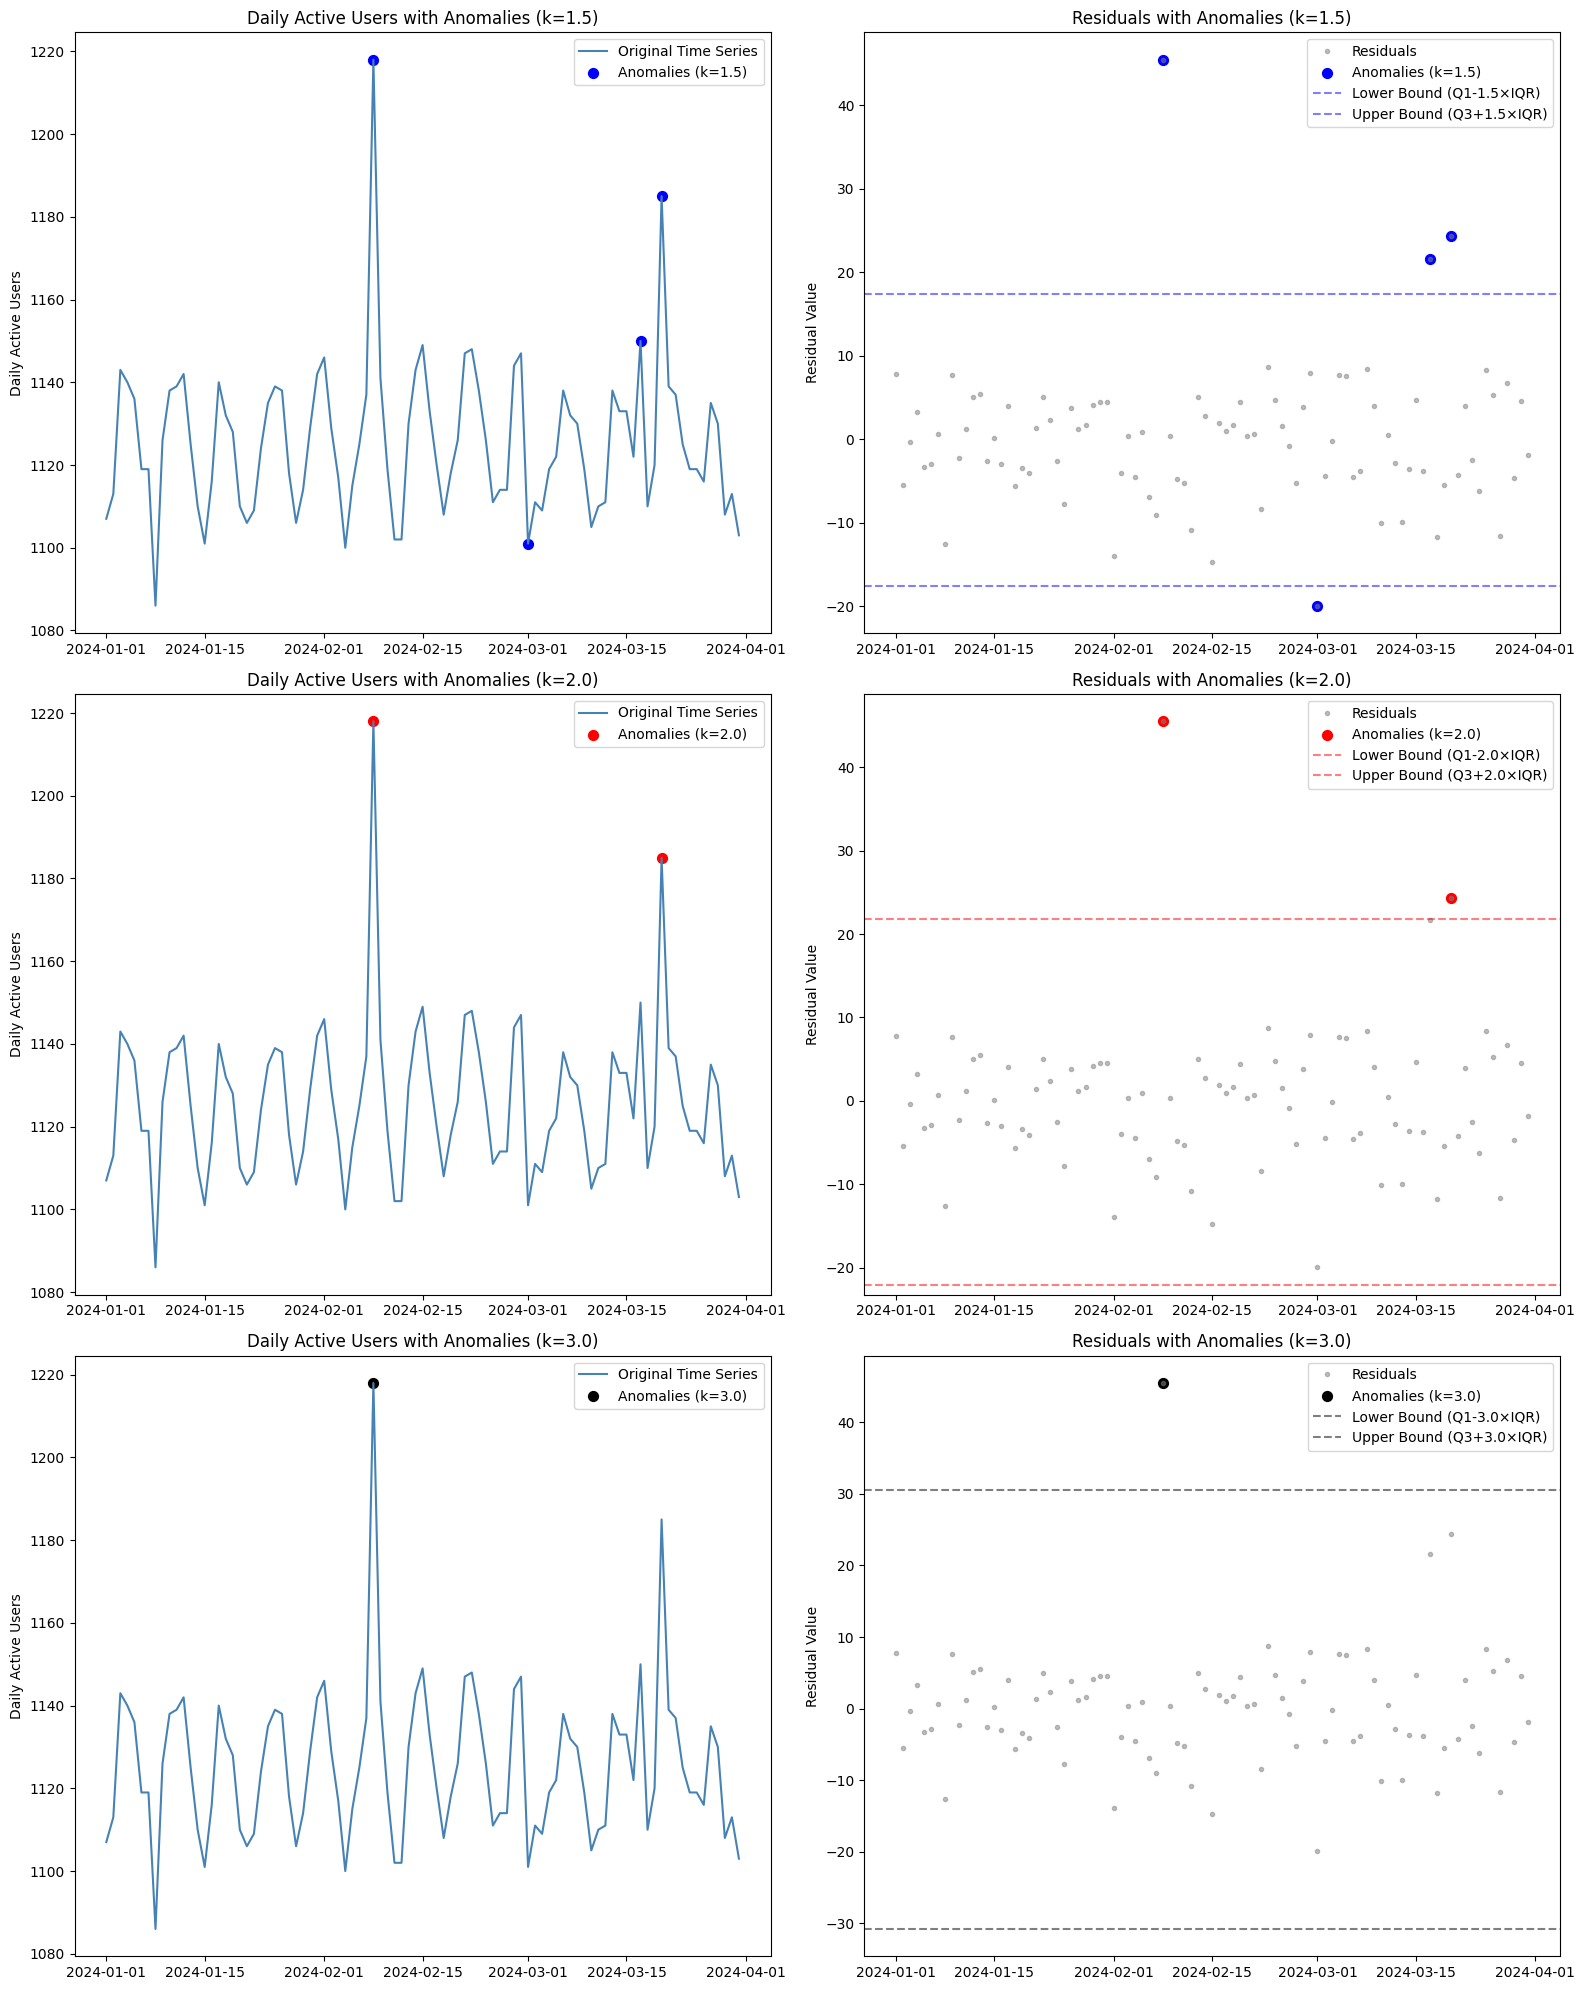 Daily Active Users with Anomalies (k=1.5)
Daily Active Users
1220
1200
1180
1160
1140
1120
1100
1080
Original Time Series
Anomalies (k=1.5)
2024-01-01 2024-01-15 2024-02-01 2024-02-15 2024-03-01 2024-03-15 2024-04-01
Residuals with Anomalies (k=1.5)
Residual Value
40
30
20
10
0
−10
−20
Residuals
Anomalies (k=1.5)
Lower Bound (Q1-1.5×IQR)
Upper Bound (Q3+1.5×IQR)
2024-01-01 2024-01-15 2024-02-01 2024-02-15 2024-03-01 2024-03-15 2024-04-01
Daily Active Users with Anomalies (k=2.0)
Daily Active Users
1220
1200
1180
1160
1140
1120
1100
1080
Original Time Series
Anomalies (k=2.0)
2024-01-01 2024-01-15 2024-02-01 2024-02-15 2024-03-01 2024-03-15 2024-04-01
Residuals with Anomalies (k=2.0)
Residual Value
40
30
20
10
0
−10
−20
Residuals
Anomalies (k=2.0)
Lower Bound (Q1-2.0×IQR)
Upper Bound (Q3+2.0×IQR)
2024-01-01 2024-01-15 2024-02-01 2024-02-15 2024-03-01 2024-03-15 2024-04-01
Daily Active Users with Anomalies (k=3.0)
Daily Active Users
1220
1200
1180
1160
1140
1120
1100
1080
Original Time Series
Anomalies (k=3.0)
2024-01-01 2024-01-15 2024-02-01 2024-02-15 2024-03-01 2024-03-15 2024-04-01
Residuals with Anomalies (k=3.0)
Residual Value
40
30
20
10
0
−10
−20
−30
Residuals
Anomalies (k=3.0)
Lower Bound (Q1-3.0×IQR)
Upper Bound (Q3+3.0×IQR)
2024-01-01 2024-01-15 2024-02-01 2024-02-15 2024-03-01 2024-03-15 2024-04-01